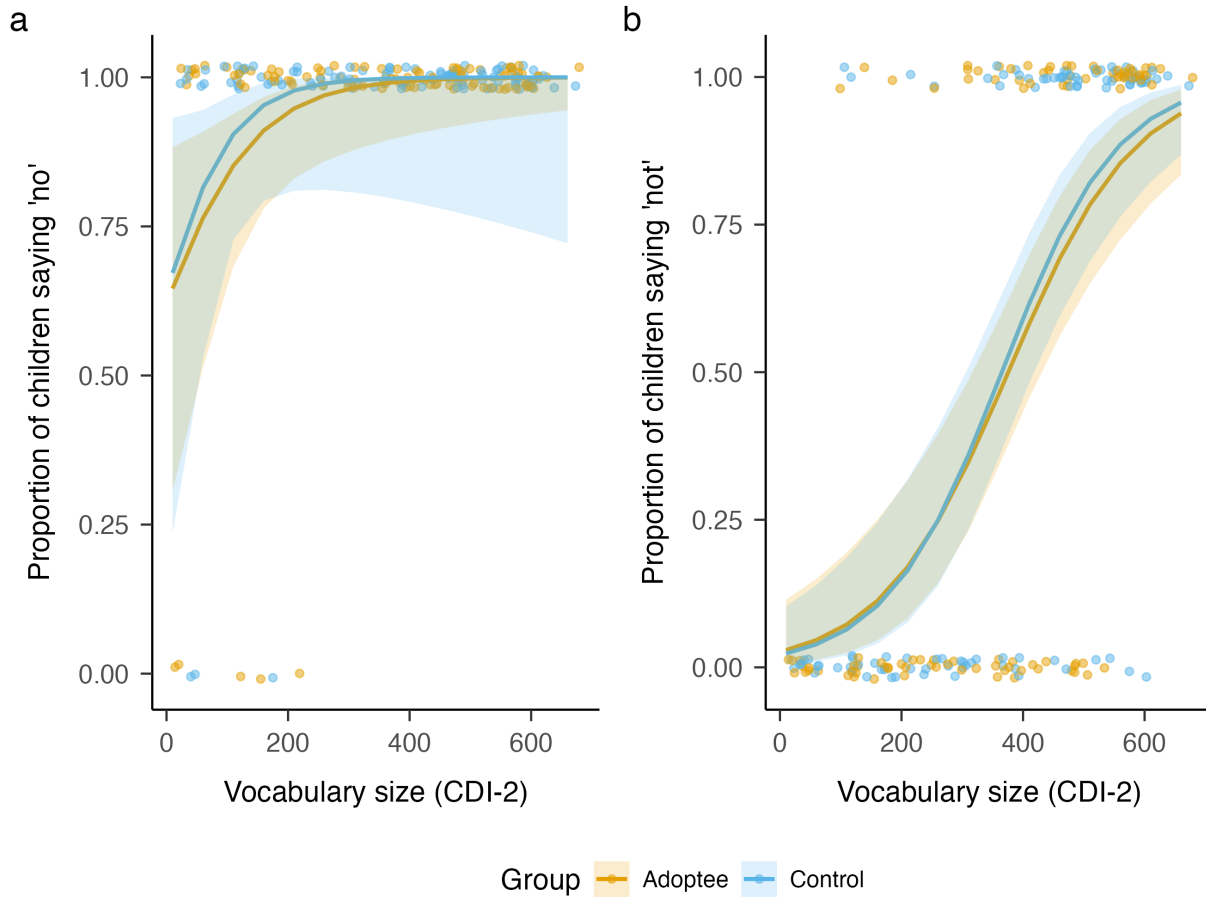 a
Proportion of children saying 'no'
1.00
0.75
0.50
0.25
0.00
0 200 400 600
Vocabulary size (CDI-2)
b
Proportion of children saying 'not'
1.00
0.75
0.50
0.25
0.00
0 200 400 600
Vocabulary size (CDI-2)
Group Adoptee Control